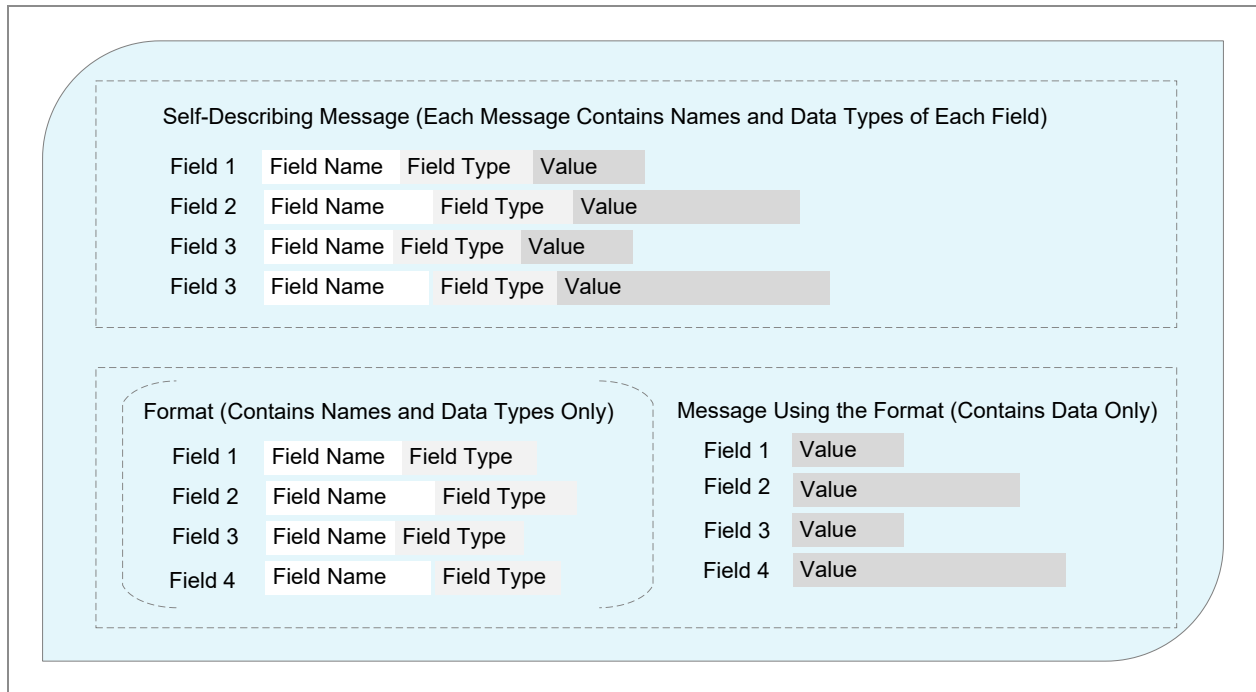 Self-Describing Message (Each Message Contains Names and Data Types of Each Field)
Field 1 Field Name Field Type Value
Field 2 Field Name Field Type Value
Field 3 Field Name Field Type Value
Field 3 Field Name Field Type Value
Format (Contains Names and Data Types Only)
Field 1 Field Name Field Type
Field 2 Field Name Field Type
Field 3 Field Name Field Type
Field 4 Field Name Field Type
Message Using the Format (Contains Data Only)
Field 1 Value
Field 2 Value
Field 3 Value
Field 4 Value